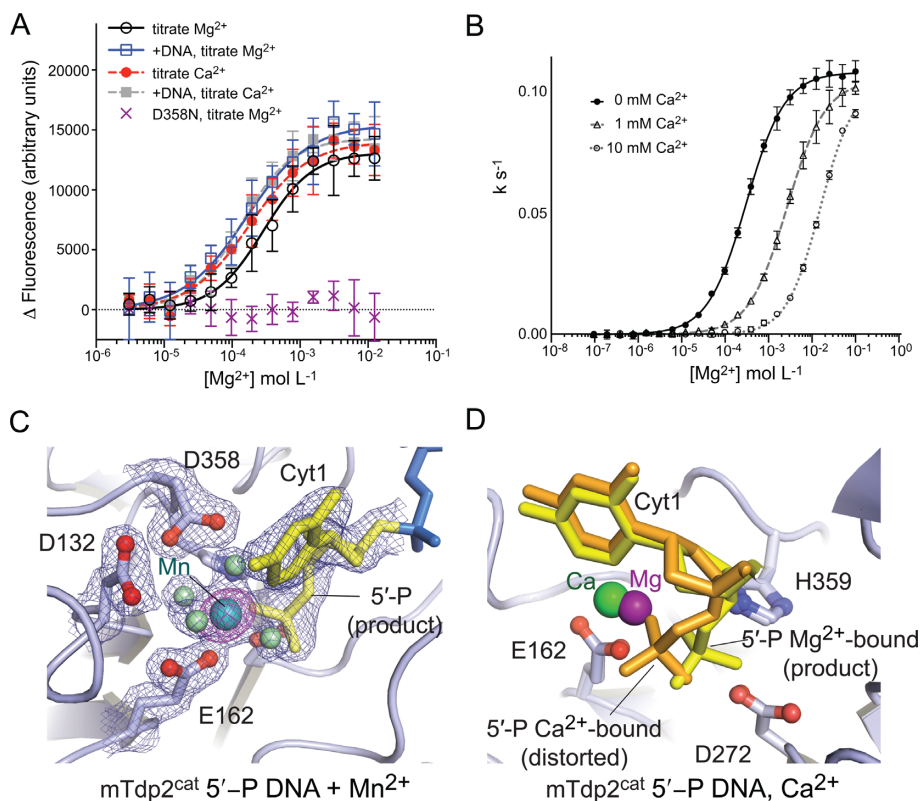 A
titrate Mg²⁺
+DNA, titrate Mg²⁺
titrate Ca²⁺
+DNA, titrate Ca²⁺
D358N, titrate Mg²⁺
Δ Fluorescence (arbitrary units)
20000
15000
10000
5000
0
10⁻⁶ 10⁻⁵ 10⁻⁴ 10⁻³ 10⁻² 10⁻¹
[Mg²⁺] mol L⁻¹
B
0 mM Ca²⁺
1 mM Ca²⁺
10 mM Ca²⁺
k s⁻¹
0.10
0.05
0.00
10⁻⁸ 10⁻⁷ 10⁻⁶ 10⁻⁵ 10⁻⁴ 10⁻³ 10⁻² 10⁻¹ 10⁰
[Mg²⁺] mol L⁻¹
C
D358
Cyt1
D132
Mn
5′-P
(product)
E162
mTdp2ᶜᵃᵗ 5′–P DNA + Mn²⁺
D
Cyt1
Ca Mg
H359
E162
5′-P Mg²⁺-bound
(product)
5′-P Ca²⁺-bound
(distorted)
D272
mTdp2ᶜᵃᵗ 5′–P DNA, Ca²⁺